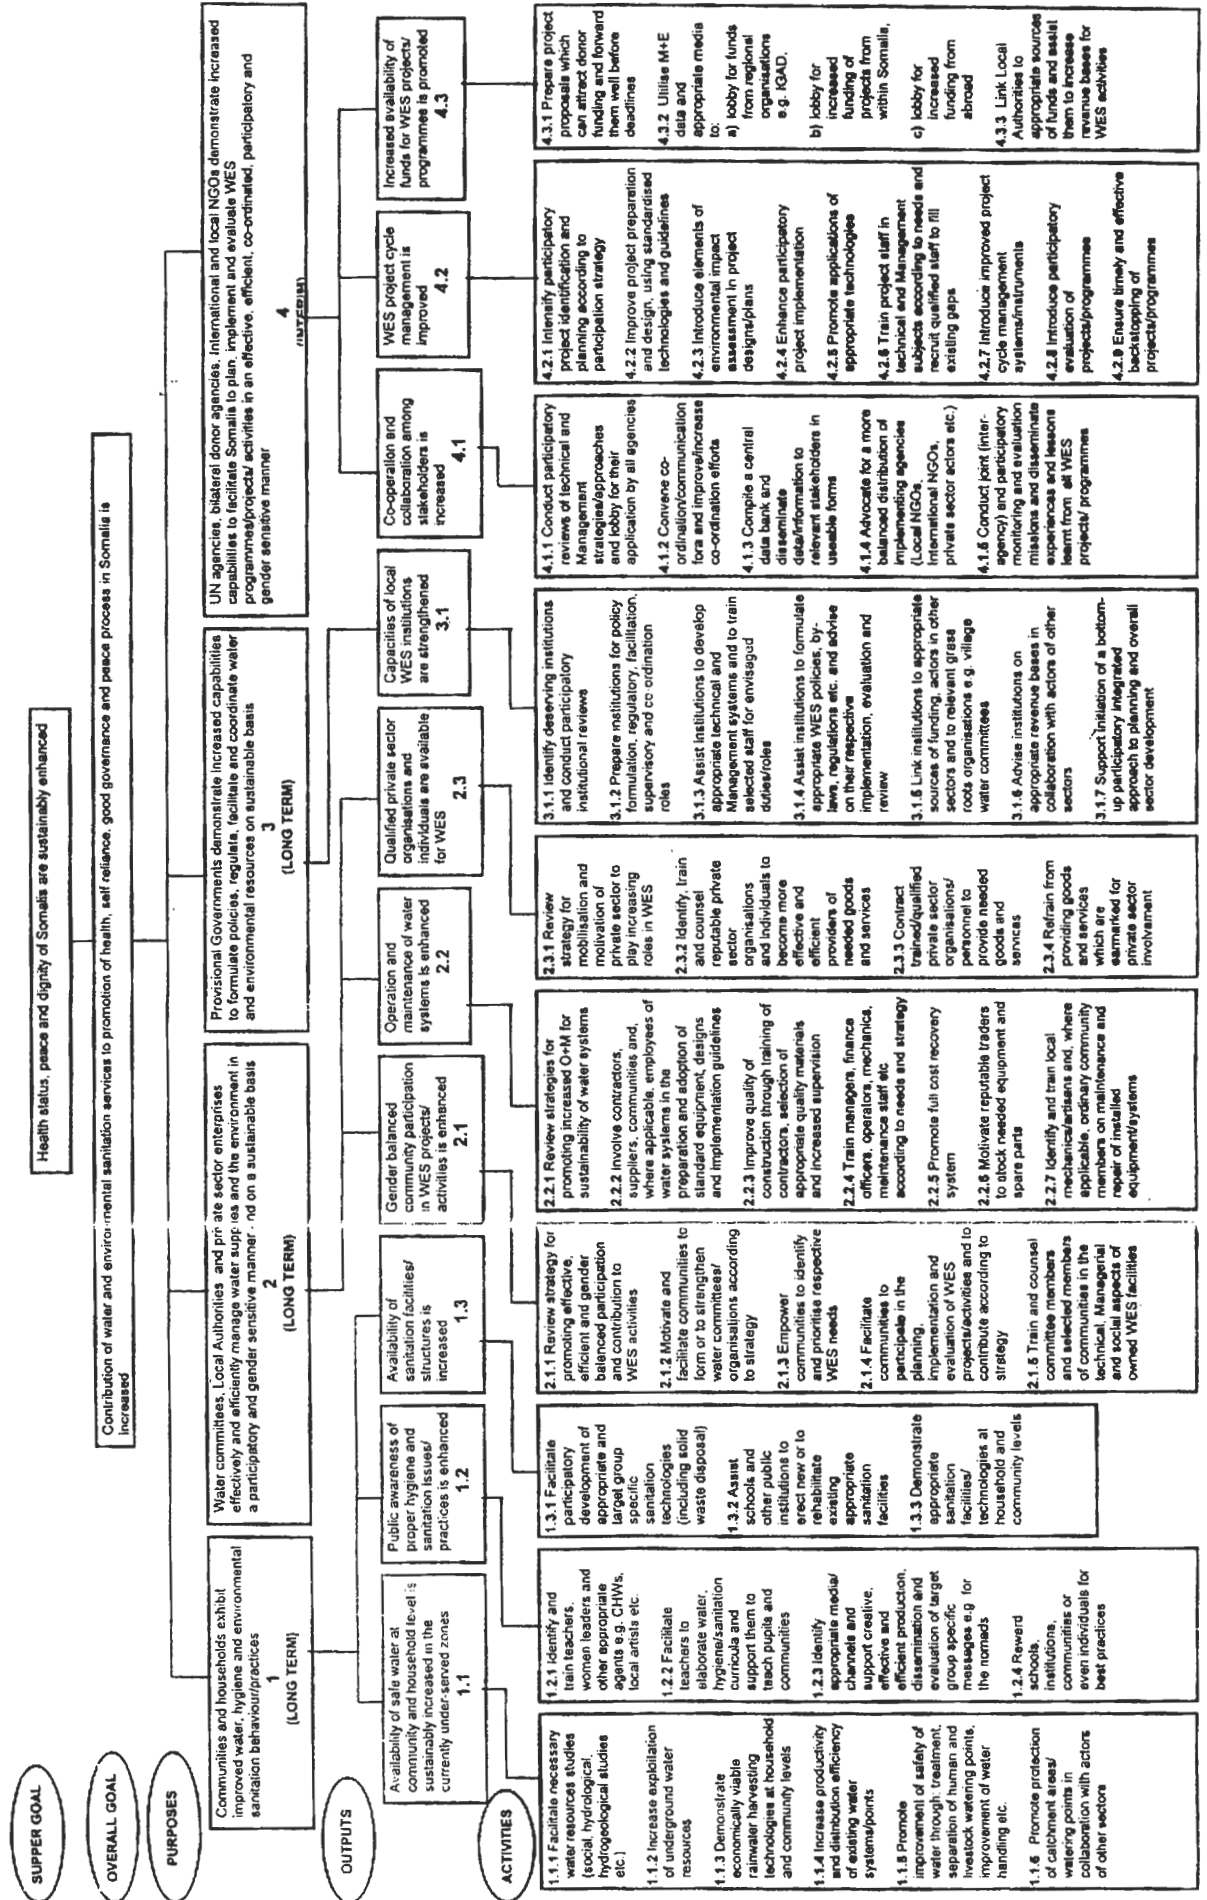 SUPPER GOAL
Health status, peace and dignity of Somalis are sustainably enhanced
OVERALL GOAL
Contribution of water and environmental sanitation services to promotion of health, self reliance, good governance and peace process in Somalia is
increased
PURPOSES
Communities and households exhibit
improved water, hygiene and environmental
sanitation behaviour/practices
1
(LONG TERM)
Water committees, Local Authorities and private sector enterprises
effectively and efficiently manage water supplies and the environment in
a participatory and gender sensitive manner and on a sustainable basis
2
(LONG TERM)
Provisional Governments demonstrate increased capabilities
to formulate policies, regulate, facilitate and coordinate water
and environmental resources on sustainable basis
3
(LONG TERM)
UN agencies, bilateral donor agencies, International and local NGOs demonstrate increased
capabilities to facilitate Somalis to plan, implement and evaluate WES
programmes/projects/ activities in an effective, efficient, co-ordinated, participatory and
gender sensitive manner
4
(INTERIM)
OUTPUTS
Availability of safe water at
community and household level is
sustainably increased in the
currently under-served zones
1.1
Public awareness of
proper hygiene and
sanitation issues/
practices is enhanced
1.2
Availability of
sanitation facilities/
structures is
increased
1.3
Gender balanced
community participation
in WES projects/
activities is enhanced
2.1
Operation and
maintenance of water
systems is enhanced
2.2
Qualified private sector
organisations and
individuals are available
for WES
2.3
Capacities of local
WES institutions
are strengthened
3.1
Co-operation and
collaboration among
stakeholders is
increased
4.1
WES project cycle
management is
improved
4.2
Increased availability of
funds for WES projects/
programmes is promoted
4.3
ACTIVITIES
1.1.1 Facilitate necessary
water resources studies
(social, hydrological,
hydrogeological studies
etc.)
1.1.2 Increase exploitation
of underground water
resources
1.1.3 Demonstrate
economically viable
rainwater harvesting
technologies at household
and community levels
1.1.4 Increase productivity
and distribution efficiency
of existing water
systems/points
1.1.5 Promote
improvement of safety of
water through: treatment,
separation of human and
livestock watering points,
improvement of water
handling etc.
1.1.6 Promote protection
of catchment areas/
watering points in
collaboration with actors
of other sectors
1.2.1 Identify and
train teachers,
women leaders and
other appropriate
agents e.g. CHWs,
local artists etc.
1.2.2 Facilitate
teachers to
elaborate water,
hygiene/sanitation
curricula and
support them to
teach pupils and
communities
1.2.3 Identify
appropriate media/
channels and
support creative,
effective and
efficient production,
dissemination and
evaluation of target
group specific
messages e.g for
the nomads
1.2.4 Reward
schools,
institutions,
communities or
even individuals for
best practices
1.3.1 Facilitate
participatory
development of
appropriate and
target group
specific
sanitation
technologies
(including solid
waste disposal)
1.3.2 Assist
schools and
other public
institutions to
erect new or to
rehabilitate
existing
appropriate
sanitation
facilities
1.3.3 Demonstrate
appropriate
sanitation
facilities/
technologies at
household and
community levels
2.1.1 Review strategy for
promoting effective,
efficient and gender
balanced participation
and contribution to
WES activities
2.1.2 Motivate and
facilitate communities to
form or to strengthen
water committees/
organisations according
to strategy
2.1.3 Empower
communities to identify
and prioritise respective
WES needs
2.1.4 Facilitate
communities to
participate in the
planning,
implementation and
evaluation of WES
projects/activities and to
contribute according to
strategy
2.1.5 Train and counsel
committee members
and selected members
of communities in the
technical, Managerial
and social aspects of
owned WES facilities
2.2.1 Review strategies for
promoting increased O+M for
sustainability of water systems
2.2.2 Involve contractors,
suppliers, communities and,
where applicable, employees of
water systems in the
preparation and adoption of
standard equipment, designs
and implementation guidelines
2.2.3 Improve quality of
construction through training of
contractors, selection of
appropriate quality materials
and increased supervision
2.2.4 Train managers, finance
officers, operators, mechanics,
maintenance staff etc
according to needs and strategy
2.2.5 Promote full cost recovery
system
2.2.6 Motivate reputable traders
to stock needed equipment and
spare parts
2.2.7 Identify and train local
mechanics/artisans and, where
applicable, ordinary community
members on maintenance and
repair of installed
equipment/systems
2.3.1 Review
strategy for
mobilisation and
motivation of
private sector to
play increasing
roles in WES
2.3.2 Identify, train
and counsel
reputable private
sector
organisations
and individuals to
become more
effective and
efficient
providers of
needed goods
and services
2.3.3 Contract
trained/qualified
private sector
organisations/
personnel to
provide needed
goods and
services
2.3.4 Refrain from
providing goods
and services
which are
earmarked for
private sector
involvement
3.1.1 Identify deserving institutions
and conduct participatory
institutional reviews
3.1.2 Prepare institutions for policy
formulation, regulatory, facilitation,
supervisory and co-ordination
roles
3.1.3 Assist institutions to develop
appropriate technical and
Management systems and to train
selected staff for envisaged
duties/roles
3.1.4 Assist institutions to formulate
appropriate WES policies, by-
laws, regulations etc. and advise
on their respective
implementation, evaluation and
review
3.1.5 Link institutions to appropriate
sources of funding, actors in other
sectors and to relevant grass
roots organisations e.g. village
water committees
3.1.6 Advise institutions on
appropriate revenue bases in
collaboration with actors of other
sectors
3.1.7 Support initiation of a bottom-
up participatory integrated
approach to planning and overall
sector development
4.1.1 Conduct participatory
reviews of technical and
Management
strategies/approaches
and lobby for their
application by all agencies
4.1.2 Convene co-
ordination/communication
fora and improve/increase
co-ordination efforts
4.1.3 Compile a central
data bank and
disseminate
data/information to
relevant stakeholders in
useable forms
4.1.4 Advocate for a more
balanced distribution of
implementing agencies
(Local NGOs,
International NGOs,
private sector actors etc.)
4.1.5 Conduct joint (inter-
agency) and participatory
monitoring and evaluation
missions and disseminate
experiences and lessons
learnt from all WES
projects/ programmes
4.2.1 Intensify participatory
project identification and
planning according to
participation strategy
4.2.2 Improve project preparation
and design, using standardised
technologies and guidelines
4.2.3 Introduce elements of
environmental impact
assessment in project
designs/plans
4.2.4 Enhance participatory
project implementation
4.2.5 Promote applications of
appropriate technologies
4.2.6 Train project staff in
technical and Management
subjects according to needs and
recruit qualified staff to fill
existing gaps
4.2.7 Introduce improved project
cycle management
systems/instruments
4.2.8 Introduce participatory
evaluation of
projects/programmes
4.2.9 Ensure timely and effective
backstopping of
projects/programmes
4.3.1 Prepare project
proposals which
can attract donor
funding and forward
them well before
deadlines
4.3.2 Utilise M+E
data and
appropriate media
to:
a) lobby for funds
from regional
organisations
e.g. IGAD,
b) lobby for
increased
funding of
projects from
within Somalia,
c) lobby for
increased
funding from
abroad
4.3.3 Link Local
Authorities to
appropriate sources
of funds and assist
them to increase
revenue bases for
WES activities